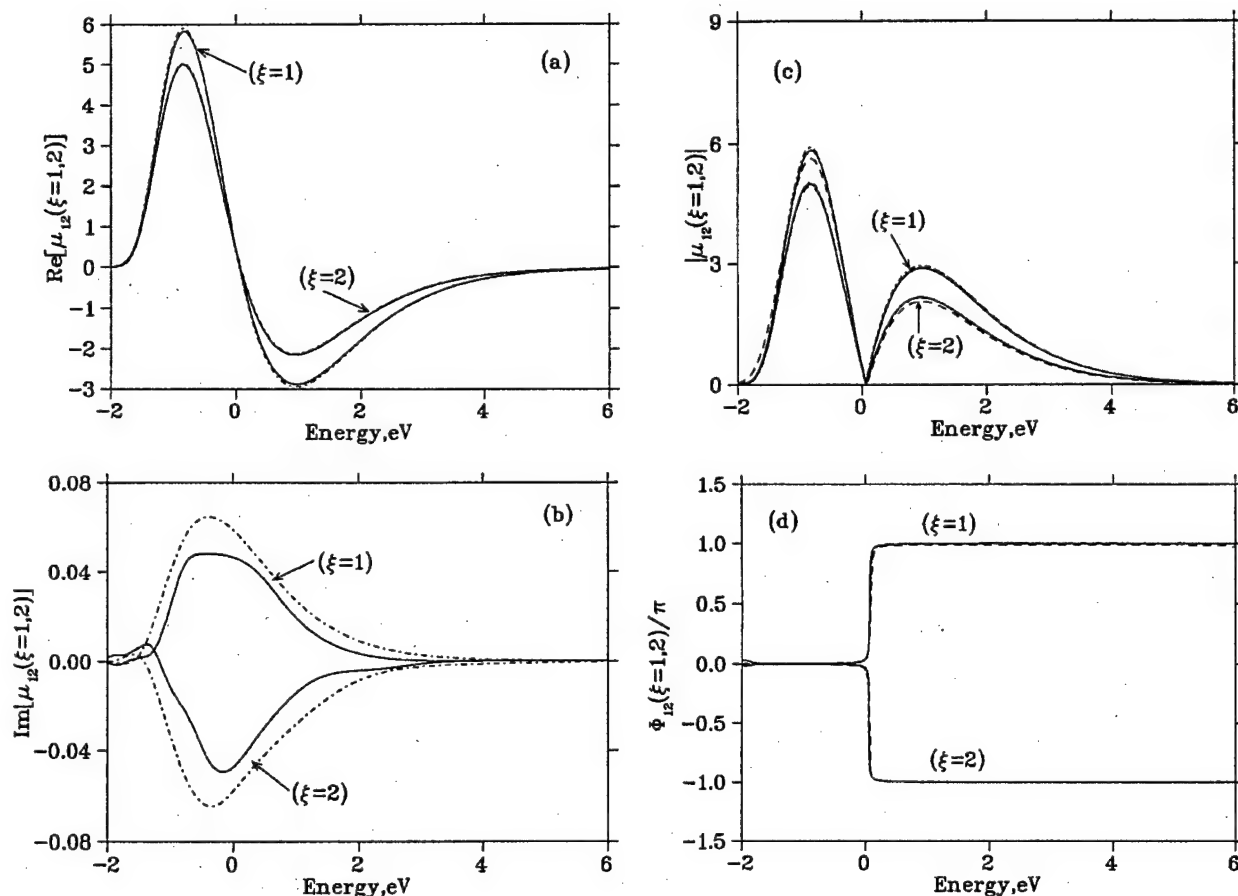 6
5
4
3
2
1
0
-1
-2
-3
Re[μ₁₂(ξ=1,2)]
(a)
(ξ=1)
(ξ=2)
-2
0
2
4
6
Energy,eV
9
6
3
0
|μ₁₂(ξ=1,2)|
(c)
(ξ=1)
(ξ=2)
-2
0
2
4
6
Energy,eV
0.08
0.04
0.00
-0.04
-0.08
Im[μ₁₂(ξ=1,2)]
(b)
(ξ=1)
(ξ=2)
-2
0
2
4
6
Energy,eV
1.5
1.0
0.5
0.0
-0.5
-1.0
-1.5
Φ₁₂(ξ=1,2)/π
(d)
(ξ=1)
(ξ=2)
-2
0
2
4
6
Energy,eV